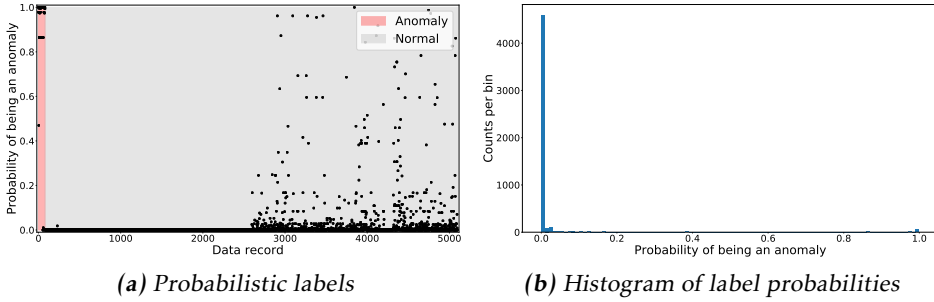 1.0
0.8
0.6
0.4
0.2
0.0
Probability of being an anomaly
Anomaly
Normal
0
1000
2000
3000
4000
5000
Data record
(a) Probabilistic labels
4000
3000
2000
1000
0
Counts per bin
0.0
0.2
0.4
0.6
0.8
1.0
Probability of being an anomaly
(b) Histogram of label probabilities